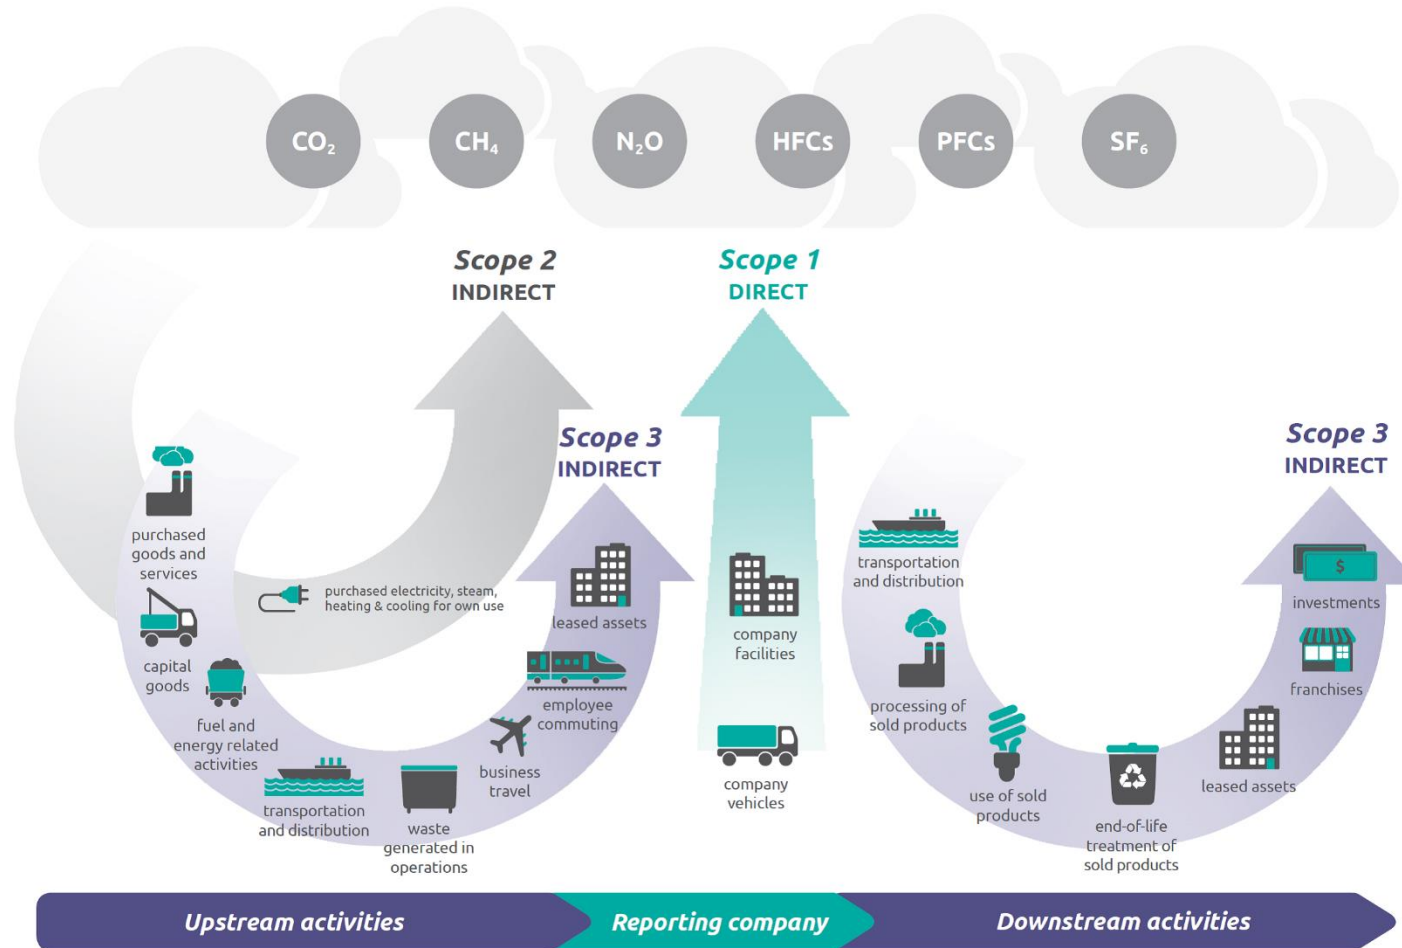 CO₂
CH₄
N₂O
HFCs
PFCs
SF₆
Scope 2
INDIRECT
Scope 1
DIRECT
Scope 3
INDIRECT
Scope 3
INDIRECT
purchased
goods and
services
capital
goods
fuel and
energy related
activities
transportation
and distribution
waste
generated in
operations
business
travel
employee
commuting
leased assets
purchased electricity, steam,
heating & cooling for own use
company
facilities
company
vehicles
transportation
and distribution
processing of
sold products
use of sold
products
end-of-life
treatment of
sold products
leased assets
franchises
investments
$
Upstream activities
Reporting company
Downstream activities